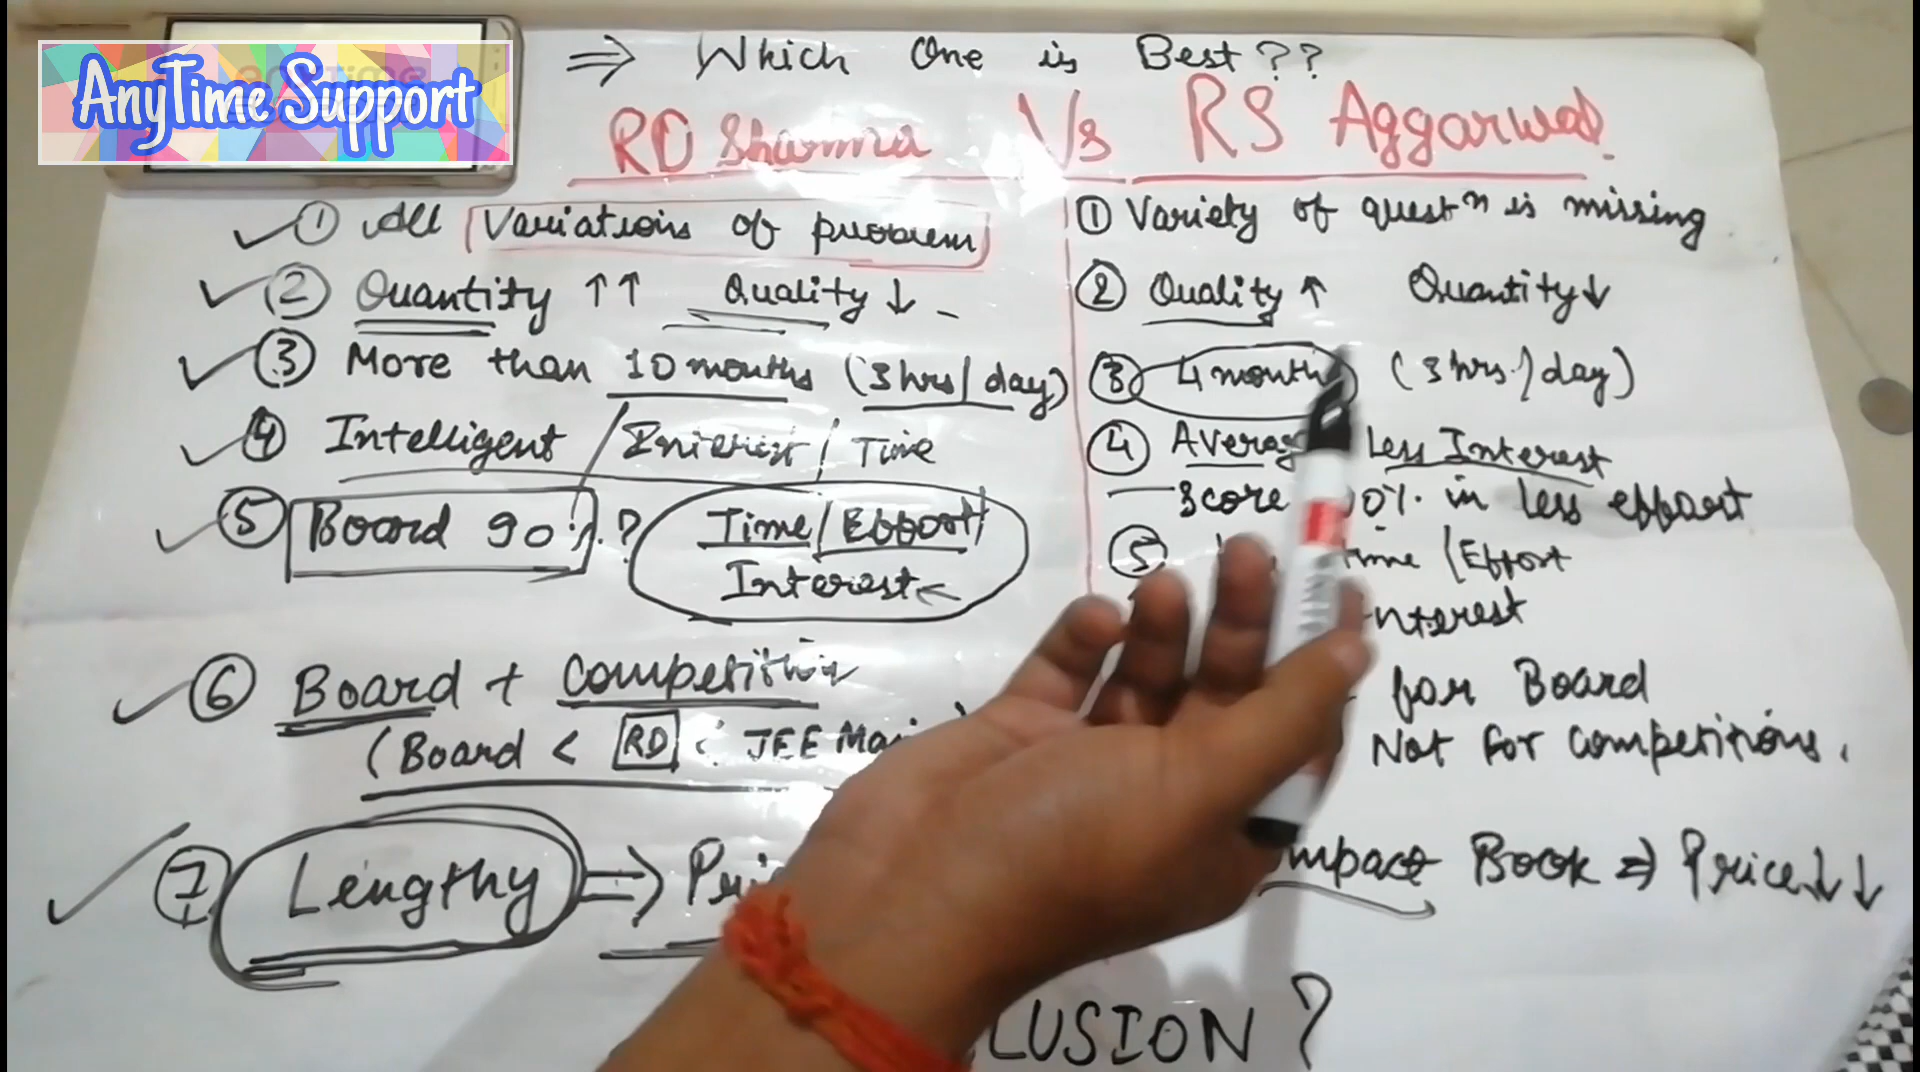 AnyTime Support
⇒ Which One is Best??
RD Sharma Vs RS Aggarwal
① All Variations of problem
② Quantity ↑↑ Quality ↓
③ More than 10 months (3 hrs/day)
④ Intelligent / Interest / Time
⑤ Board 90%? Time / Effort / Interest
⑥ Board + Competition
(Board < RD < JEE
⑦ Lengthy ⇒
① Variety of questⁿ is missing
② Quality ↑ Quantity ↓
③ 4 months (3 hrs./day)
④ Less Interest
Score in less effort
⑤ /Effort
for Board
Not for Competitions.
Book ⇒ Price ↓↓
?